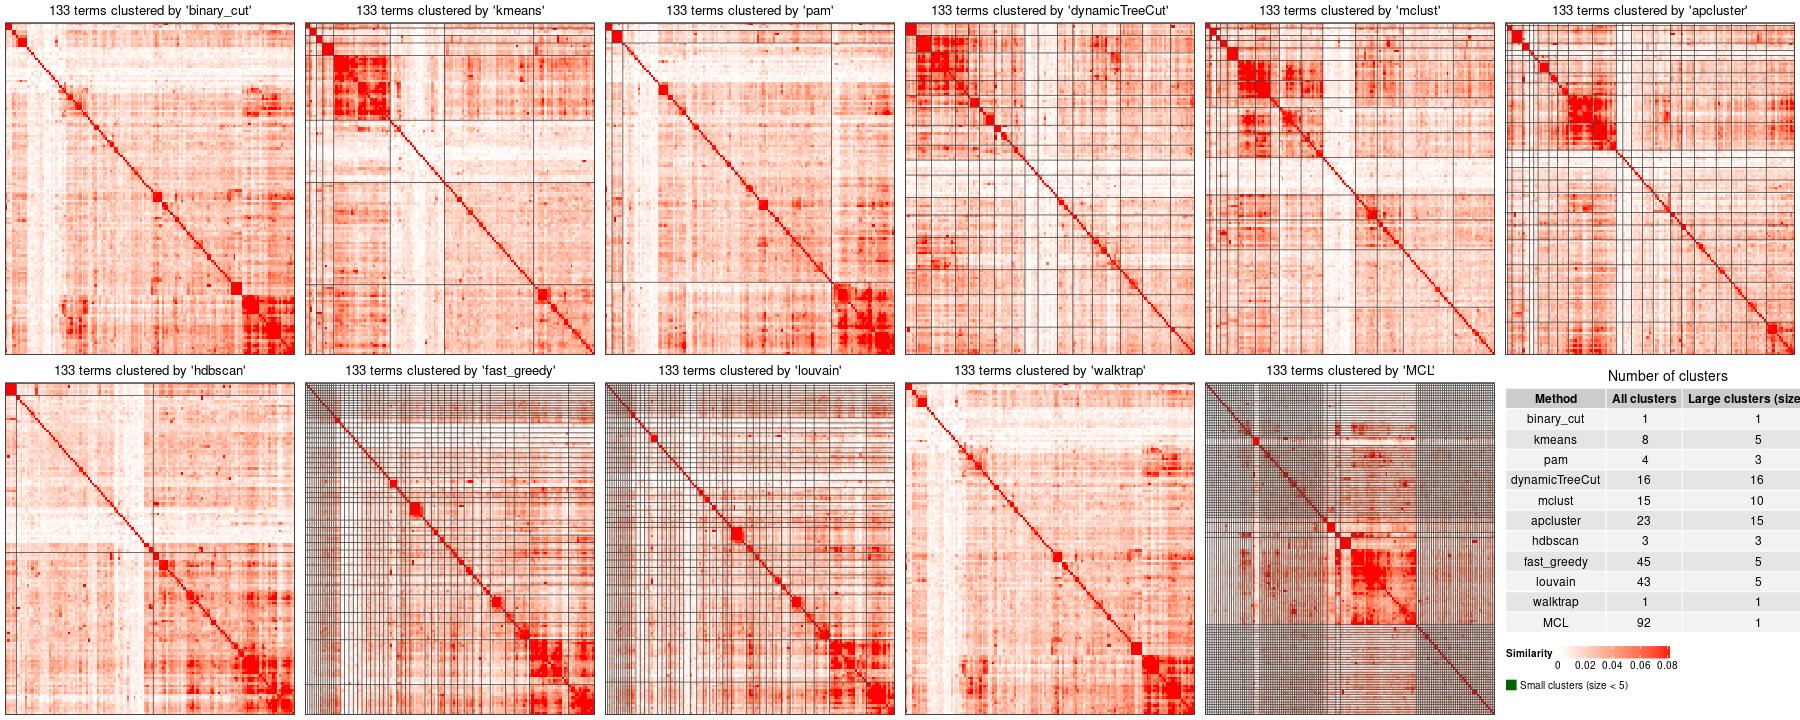 133 terms clustered by 'binary_cut'
133 terms clustered by 'kmeans'
133 terms clustered by 'pam'
133 terms clustered by 'dynamicTreeCut'
133 terms clustered by 'mclust'
133 terms clustered by 'apcluster'
133 terms clustered by 'hdbscan'
133 terms clustered by 'fast_greedy'
133 terms clustered by 'louvain'
133 terms clustered by 'walktrap'
133 terms clustered by 'MCL'
Number of clusters
Method All clusters Large clusters (size
binary_cut 1 1
kmeans 8 5
pam 4 3
dynamicTreeCut 16 16
mclust 15 10
apcluster 23 15
hdbscan 3 3
fast_greedy 45 5
louvain 43 5
walktrap 1 1
MCL 92 1
Similarity
0 0.02 0.04 0.06 0.08
Small clusters (size < 5)